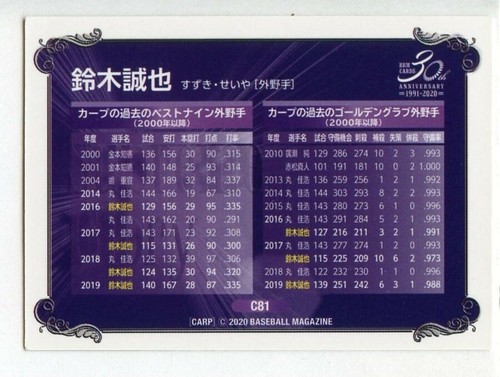 BBM CARDS
30th
ANNIVERSARY
—1991-2020—
鈴木誠也 すずき・せいや [外野手]
カープの過去のベストナイン外野手
(2000年以降)
年度 選手名 試合 安打 本塁打 打点 打率
2000 金本知憲 136 156 30 90 .315
2001 金本知憲 140 148 25 93 .314
2004 嶋 重宣 137 189 32 84 .337
2014 丸 佳浩 144 166 19 67 .310
2016 鈴木誠也 129 156 29 95 .335
丸 佳浩 143 162 20 90 .291
2017 丸 佳浩 143 171 23 92 .308
鈴木誠也 115 131 26 90 .300
2018 丸 佳浩 125 132 39 97 .306
鈴木誠也 124 135 30 94 .320
2019 鈴木誠也 140 167 28 87 .335
カープの過去のゴールデングラブ外野手
(2000年以降)
年度 選手名 試合 守備機会 刺殺 補殺 失策 併殺 守備率
2010 廣瀬 純 129 286 274 10 2 3 .993
赤松真人 101 191 181 10 0 2 1.000
2013 丸 佳浩 136 259 256 1 2 1 .992
2014 丸 佳浩 144 303 293 8 2 2 .993
2015 丸 佳浩 143
2016 丸 佳浩 143 291 284 5 2 1 .993
鈴木誠也 127 216 211 3 2 1 .991
2017 丸 佳浩 143 277 274 1 2 0 .993
鈴木誠也 115 225 209 10 6 2 .973
2018 丸 佳浩 122 232 230 1 1 0 .996
2019 鈴木誠也 139 251 242 6 3 1 .988
C81
[CARP] © 2020 BASEBALL MAGAZINE